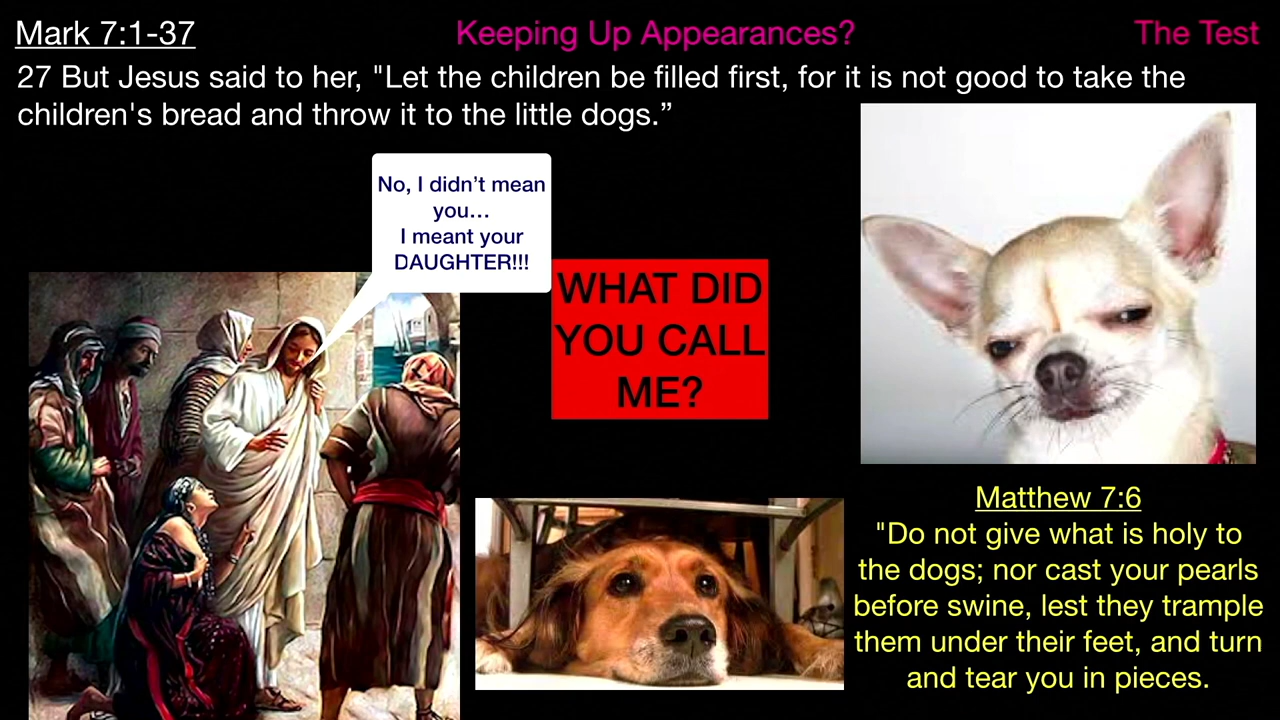 Mark 7:1-37
Keeping Up Appearances?
The Test
27 But Jesus said to her, "Let the children be filled first, for it is not good to take the
children's bread and throw it to the little dogs.”
No, I didn’t mean
you…
I meant your
DAUGHTER!!!
WHAT DID
YOU CALL
ME?
Matthew 7:6
"Do not give what is holy to
the dogs; nor cast your pearls
before swine, lest they trample
them under their feet, and turn
and tear you in pieces.